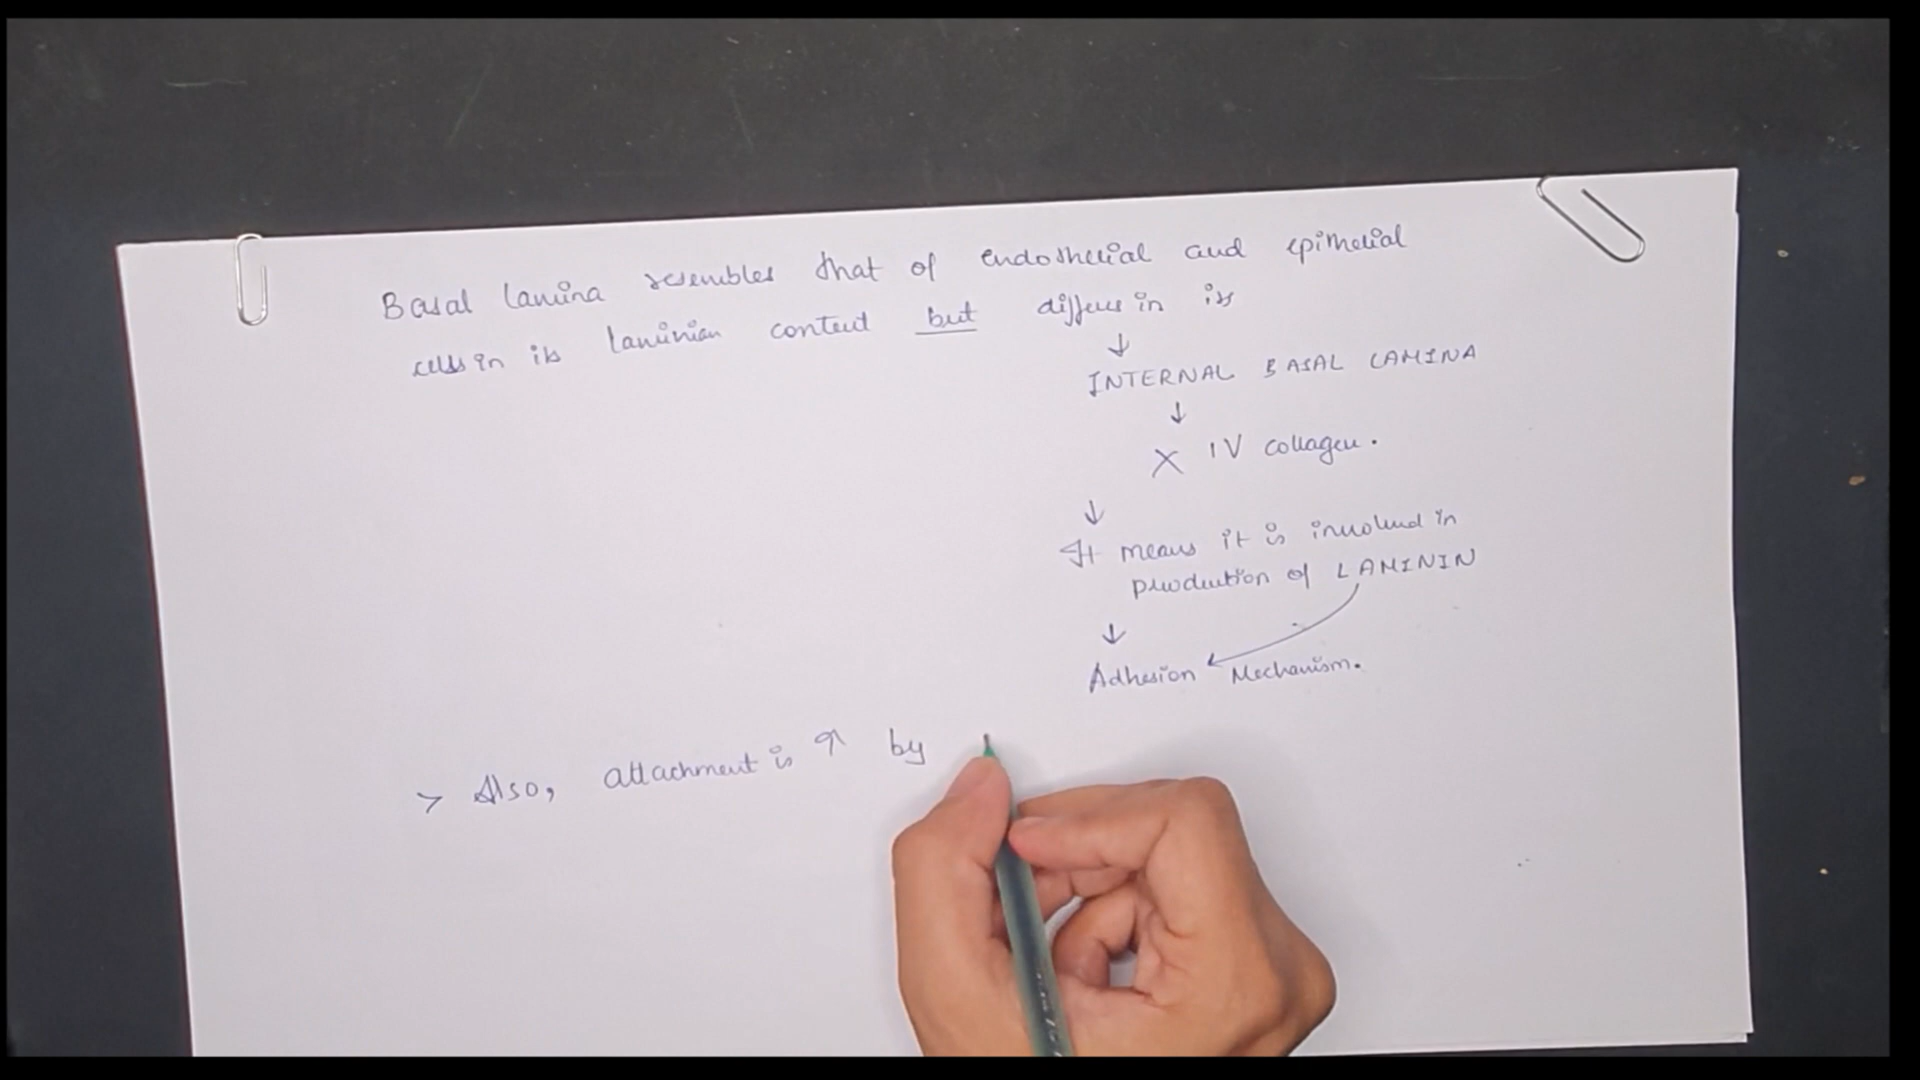 Basal lamina resembles that of endothelial and epithelial
cells in its laminian content but differs in its
↓
INTERNAL BASAL LAMINA
↓
X IV collagen.
↓
It means it is involved in
production of LAMININ
↓
Adhesion Mechanism.
> Also, attachment is ↑ by